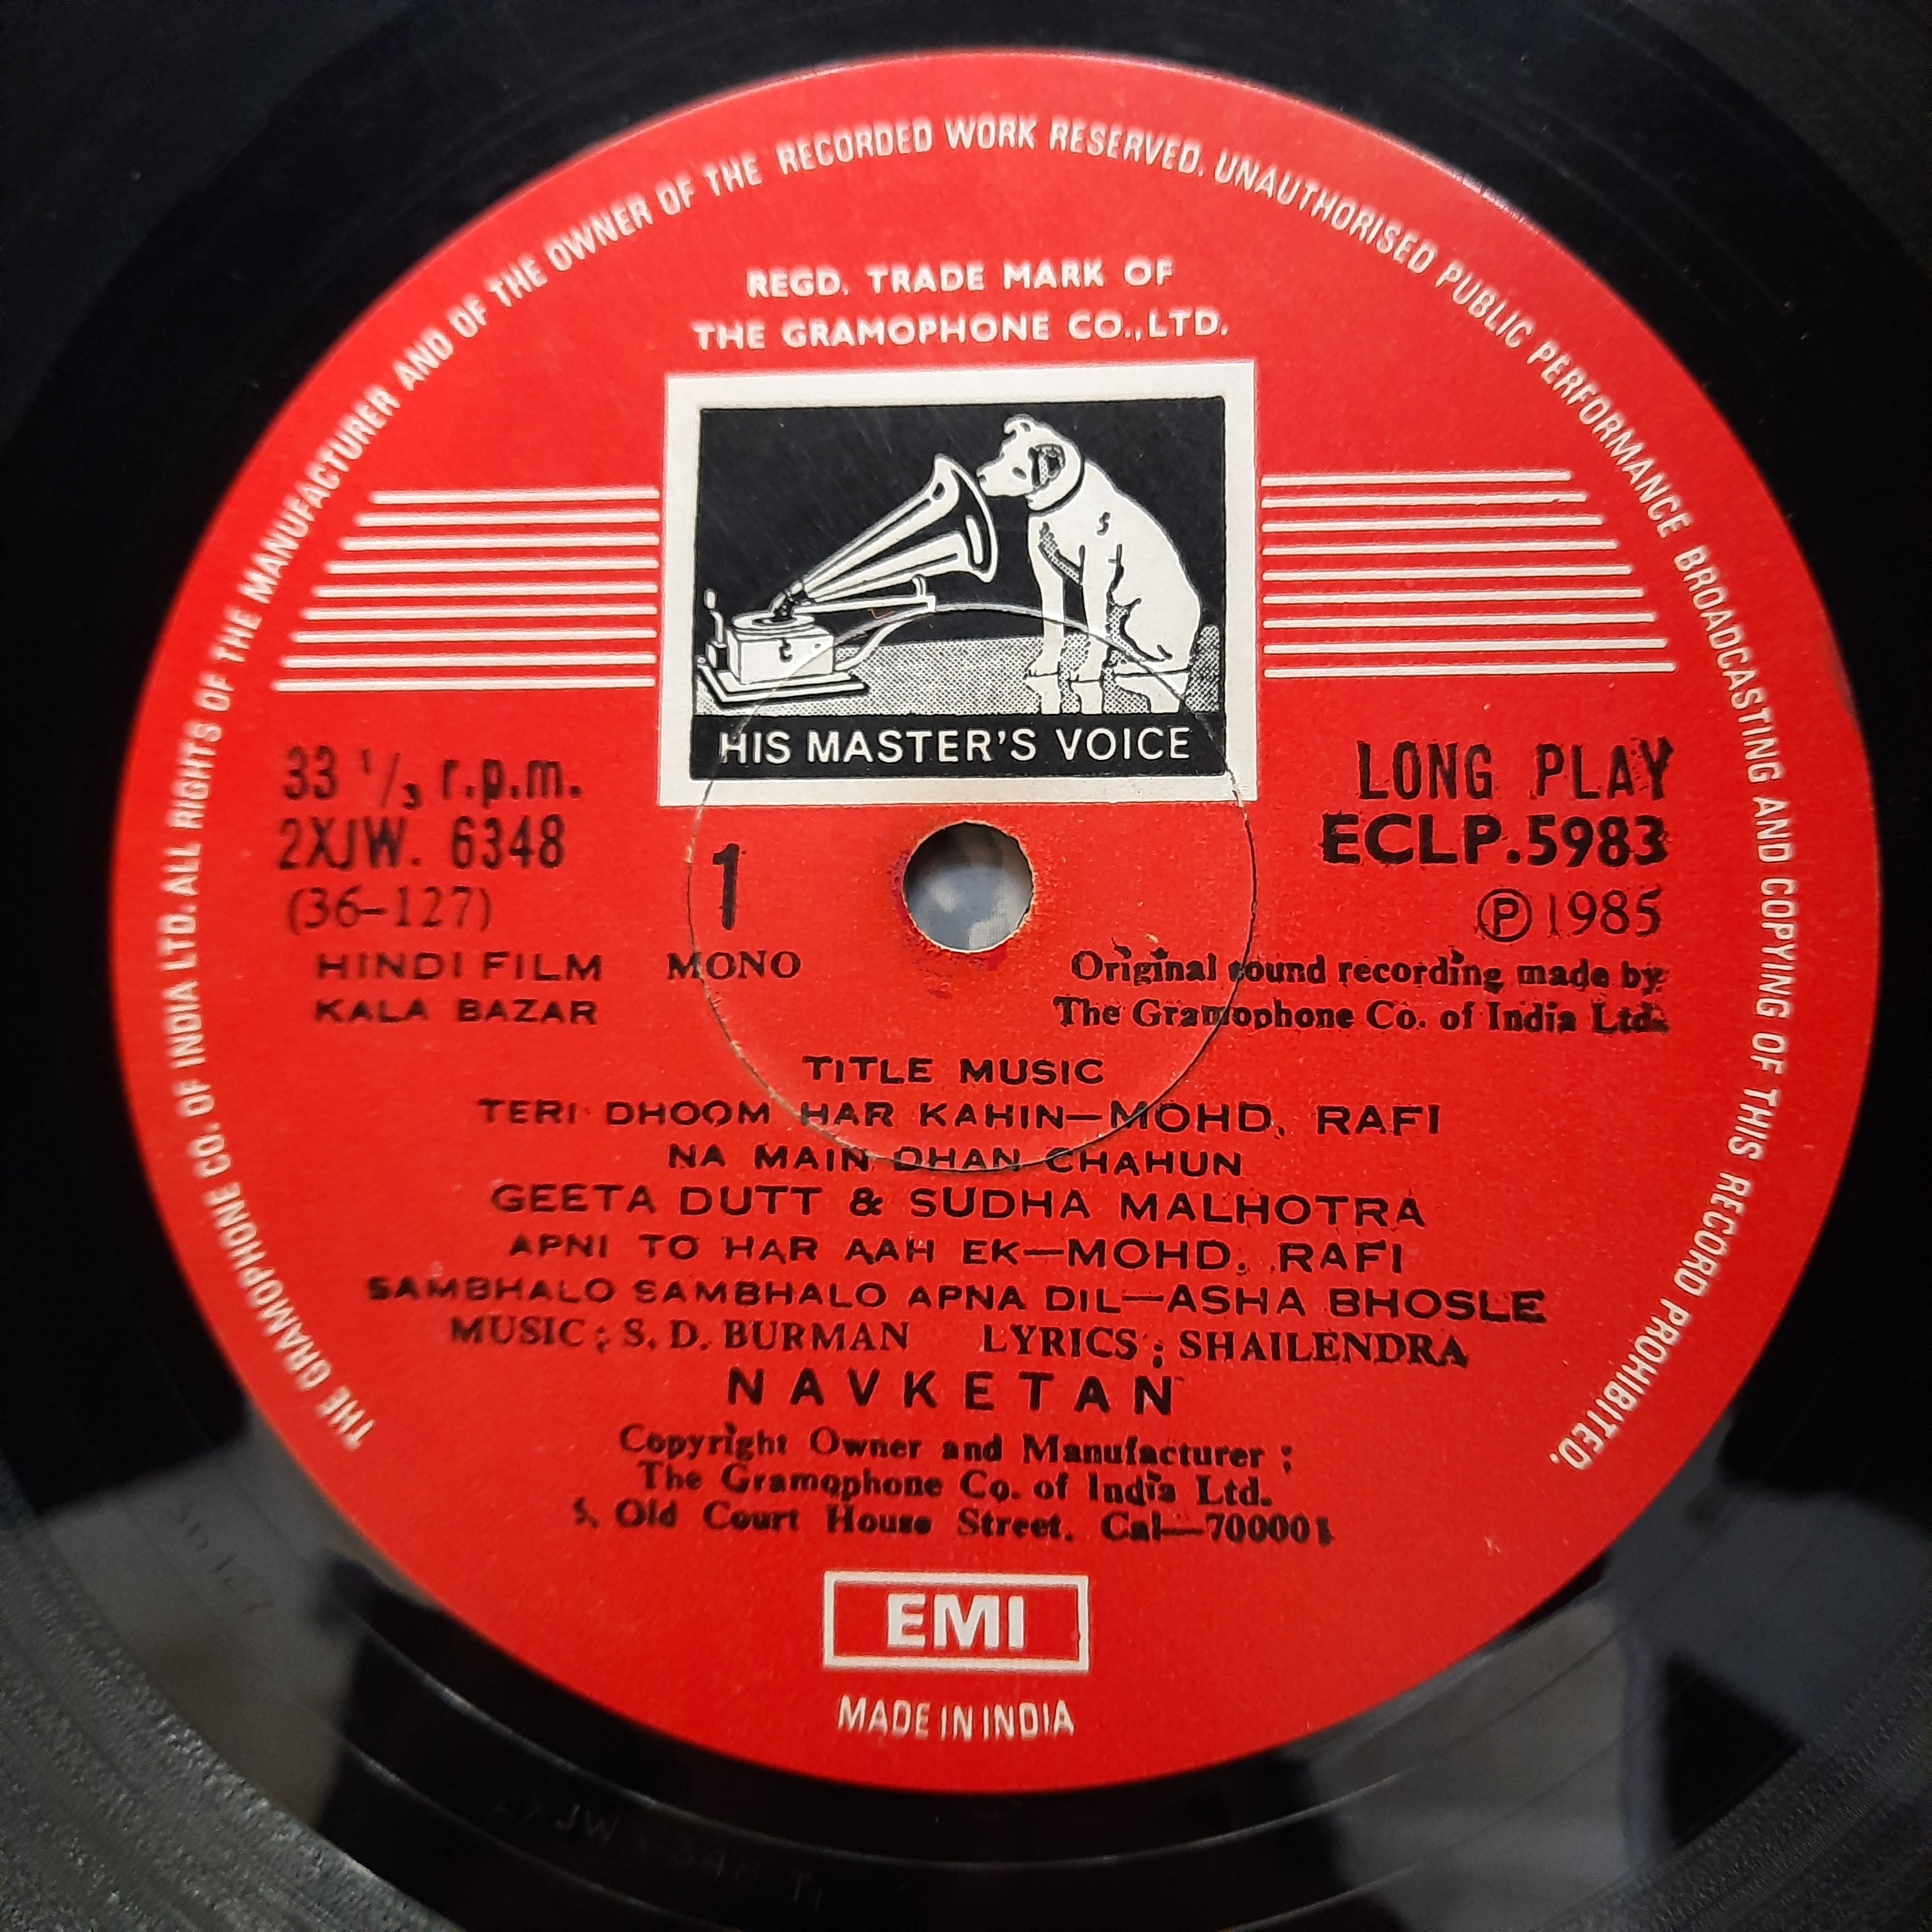 THE GRAMOPHONE CO. OF INDIA LTD. ALL RIGHTS OF THE MANUFACTURER AND OF THE OWNER OF THE RECORDED WORK RESERVED. UNAUTHORISED PUBLIC PERFORMANCE BROADCASTING AND COPYING OF THIS RECORD PROHIBITED.
REGD. TRADE MARK OF
THE GRAMOPHONE CO., LTD.
HIS MASTER'S VOICE
33 1/3 r.p.m.
2XJW. 6348
(36-127)
1
LONG PLAY
ECLP.5983
Ⓟ 1985
HINDI FILM
KALA BAZAR
MONO
Original sound recording made by
The Gramophone Co. of India Ltd.
TITLE MUSIC
TERI DHOOM HAR KAHIN—MOHD. RAFI
NA MAIN DHAN CHAHUN
GEETA DUTT & SUDHA MALHOTRA
APNI TO HAR AAH EK—MOHD. RAFI
SAMBHALO SAMBHALO APNA DIL—ASHA BHOSLE
MUSIC ; S. D. BURMAN LYRICS ; SHAILENDRA
NAVKETAN
Copyright Owner and Manufacturer ;
The Gramophone Co. of India Ltd.
5, Old Court House Street. Cal—700001
EMI
MADE IN INDIA